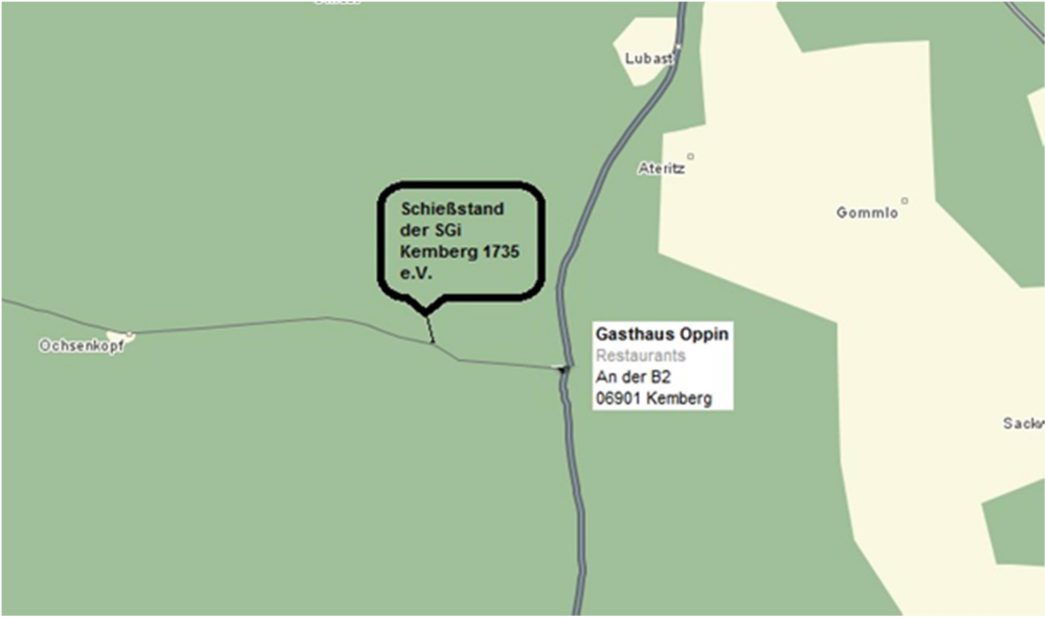 Lubast
Ateritz
Gommlo
Schießstand
der SGi
Kemberg 1735
e.V.
Ochsenkopf
Gasthaus Oppin
Restaurants
An der B2
06901 Kemberg